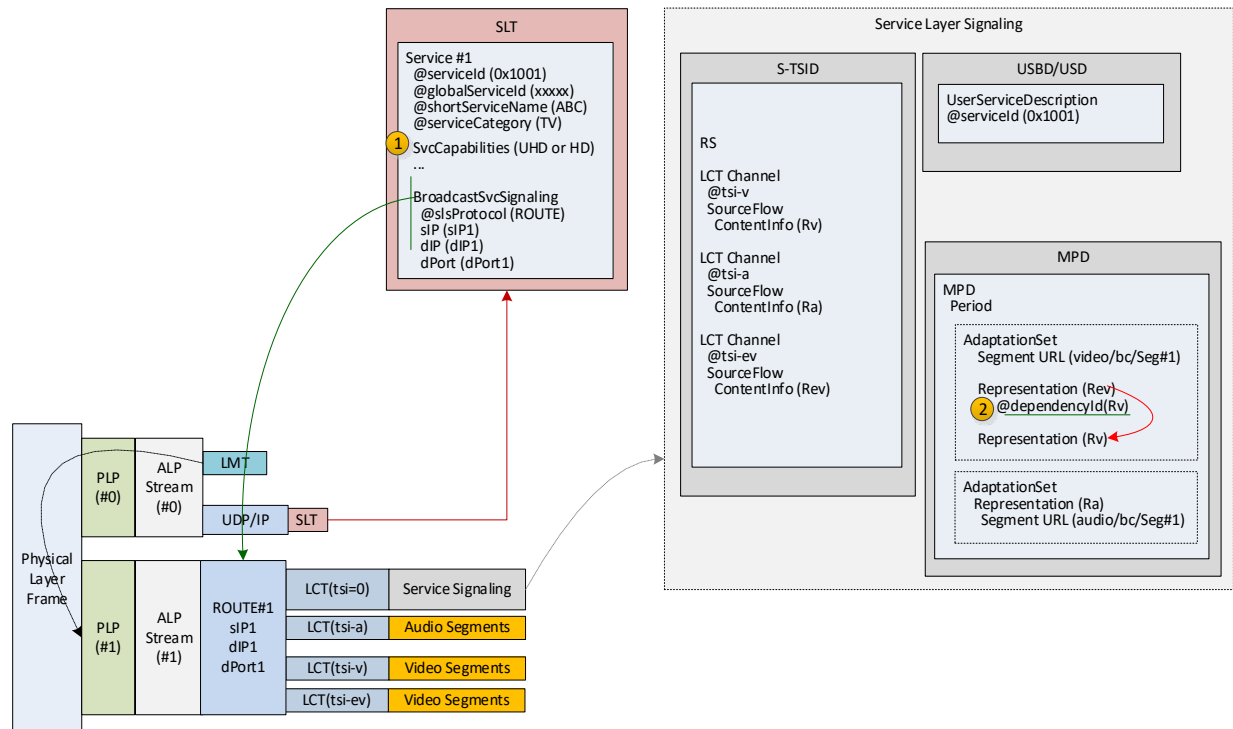 SLT
Service #1
@serviceId (0x1001)
@globalServiceId (xxxxx)
@shortServiceName (ABC)
@serviceCategory (TV)
1
SvcCapabilities (UHD or HD)
...
BroadcastSvcSignaling
@slsProtocol (ROUTE)
sIP (sIP1)
dIP (dIP1)
dPort (dPort1)
Service Layer Signaling
S-TSID
RS
LCT Channel
@tsi-v
SourceFlow
ContentInfo (Rv)
LCT Channel
@tsi-a
SourceFlow
ContentInfo (Ra)
LCT Channel
@tsi-ev
SourceFlow
ContentInfo (Rev)
USBD/USD
UserServiceDescription
@serviceId (0x1001)
MPD
MPD
Period
AdaptationSet
Segment URL (video/bc/Seg#1)
Representation (Rev)
2
@dependencyId(Rv)
Representation (Rv)
AdaptationSet
Representation (Ra)
Segment URL (audio/bc/Seg#1)
Physical
Layer
Frame
PLP
(#0)
ALP
Stream
(#0)
LMT
UDP/IP
SLT
PLP
(#1)
ALP
Stream
(#1)
ROUTE#1
sIP1
dIP1
dPort1
LCT(tsi=0)
Service Signaling
LCT(tsi-a)
Audio Segments
LCT(tsi-v)
Video Segments
LCT(tsi-ev)
Video Segments